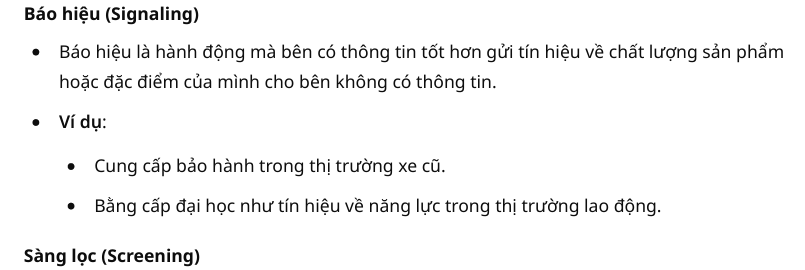 Báo hiệu (Signaling)
• Báo hiệu là hành động mà bên có thông tin tốt hơn gửi tín hiệu về chất lượng sản phẩm
hoặc đặc điểm của mình cho bên không có thông tin.
• Ví dụ:
• Cung cấp bảo hành trong thị trường xe cũ.
• Bằng cấp đại học như tín hiệu về năng lực trong thị trường lao động.
Sàng lọc (Screening)